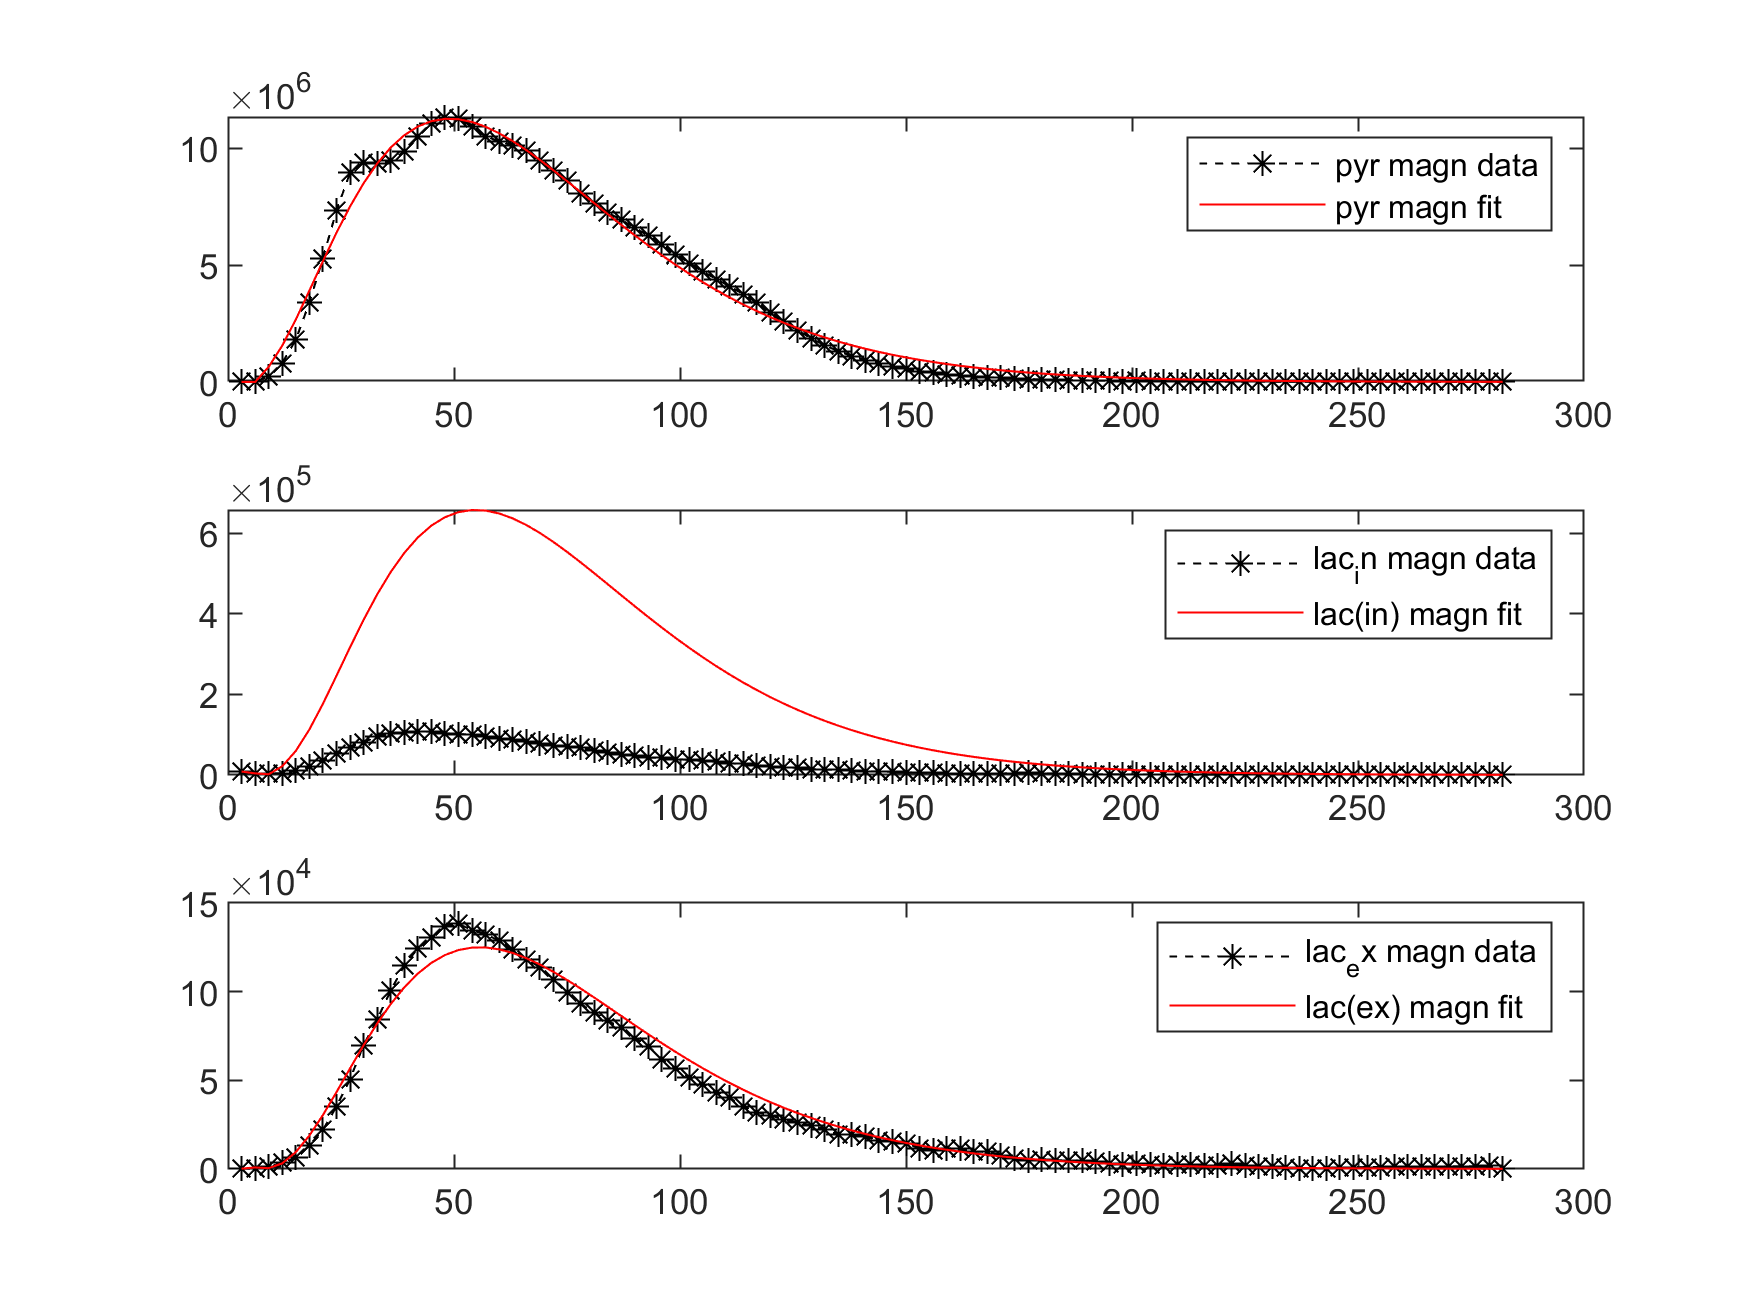 ×10^6
10
5
0
0 50 100 150 200 250 300
pyr magn data
pyr magn fit
×10^5
6
4
2
0
0 50 100 150 200 250 300
lac_in magn data
lac(in) magn fit
×10^4
15
10
5
0
0 50 100 150 200 250 300
lac_ex magn data
lac(ex) magn fit